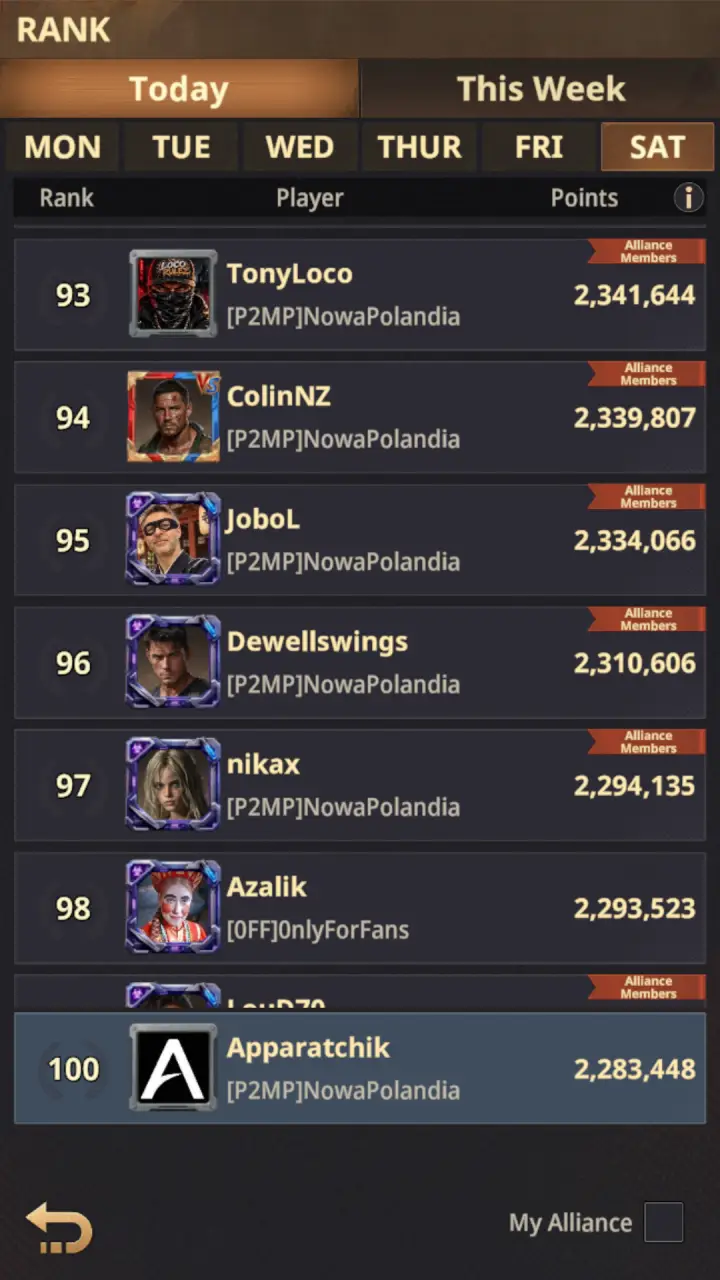 RANK
Today This Week
MON TUE WED THUR FRI SAT
Rank Player Points i
Alliance
Members
93 TonyLoco 2,341,644
[P2MP]NowaPolandia
Alliance
Members
94 ColinNZ 2,339,807
[P2MP]NowaPolandia
Alliance
Members
95 JoboL 2,334,066
[P2MP]NowaPolandia
Alliance
Members
96 Dewellswings 2,310,606
[P2MP]NowaPolandia
Alliance
Members
97 nikax 2,294,135
[P2MP]NowaPolandia
98 Azalik 2,293,523
[0FF]0nlyForFans
Alliance
Members
100 Apparatchik 2,283,448
[P2MP]NowaPolandia
My Alliance